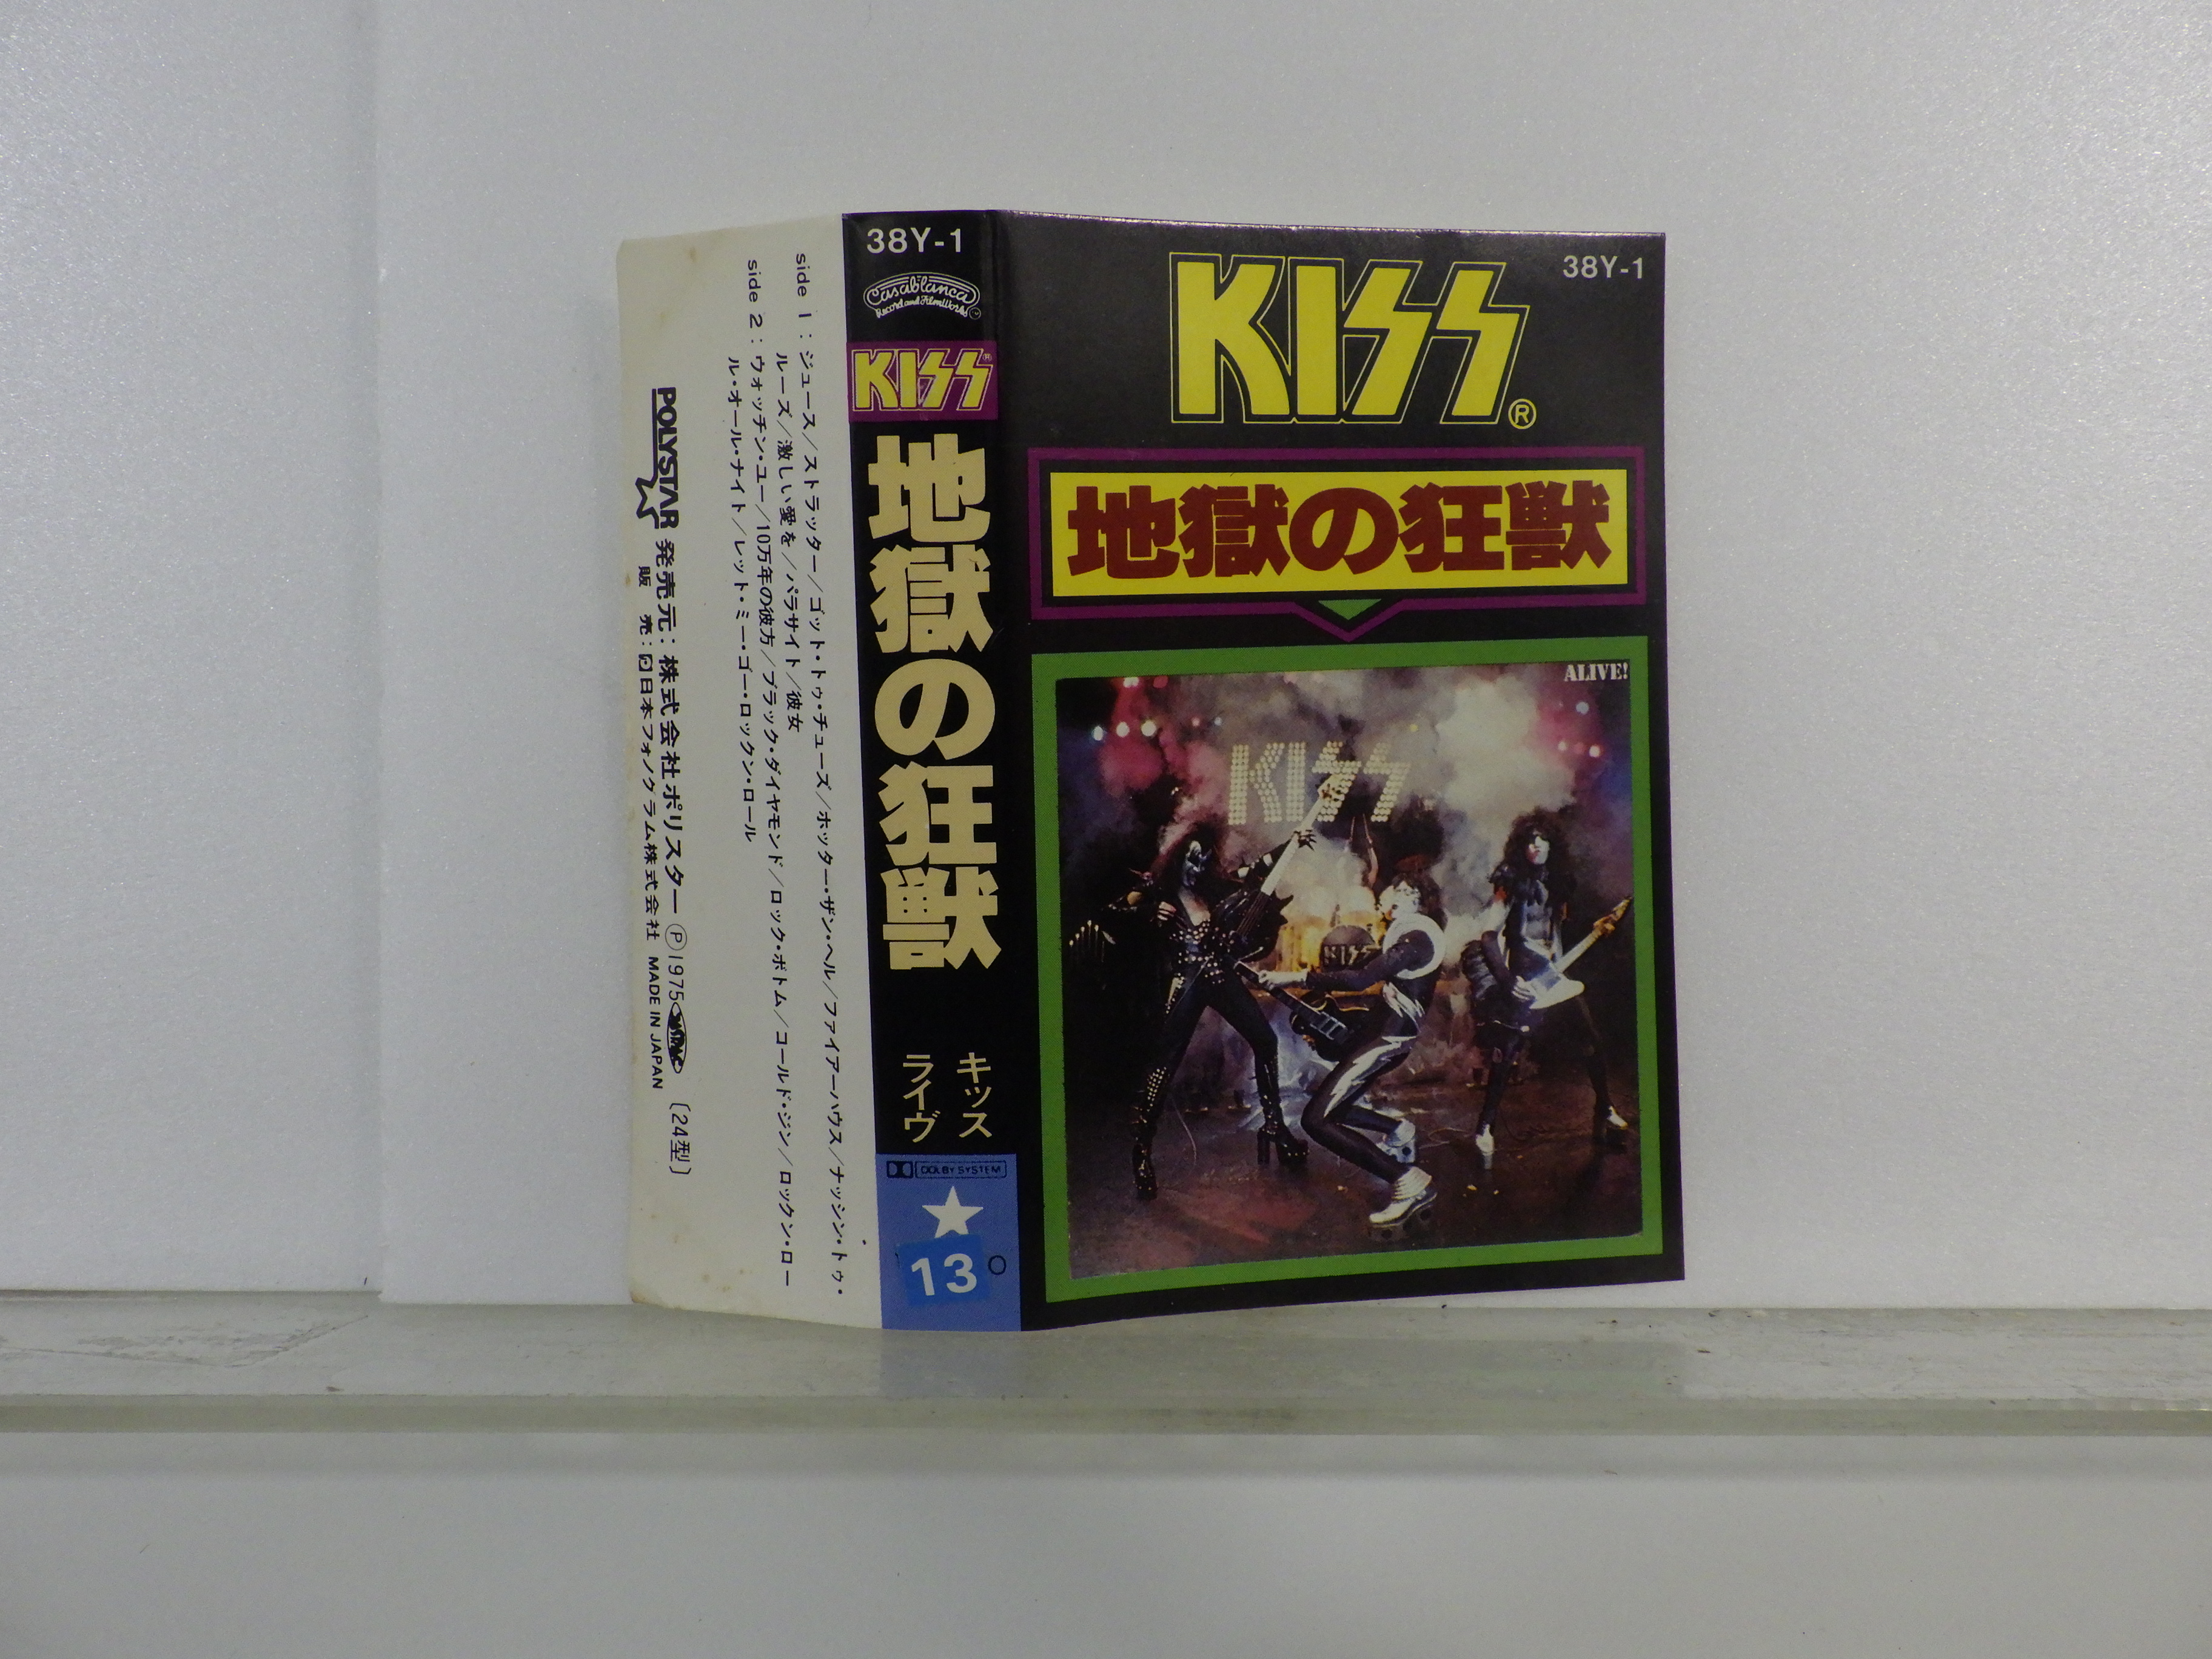 38Y-1
KISS®
地獄の狂獣
ALIVE!
KISS
KISS
38Y-1
Casablanca
Record and FilmWorks
KISS®
地獄の狂獣
キッス
ライヴ
DOLBY SYSTEM
13
side 1：ジュース／ストラッター／ゴット・トゥ・チューズ／ホッター・ザン・ヘル／ファイアーハウス／ナッシン・トゥ・
ルーズ／激しい愛を／パラサイト／彼女
side 2：ウォッチン・ユー／10万年の彼方／ブラック・ダイヤモンド／ロック・ボトム／コールド・ジン／ロックン・ロー
ル・オール・ナイト／レット・ミー・ゴー・ロックン・ロール
POLYSTAR 発売元：株式会社ポリスター Ⓟ1975 〔24型〕
販 売：日本フォノグラム株式会社 MADE IN JAPAN